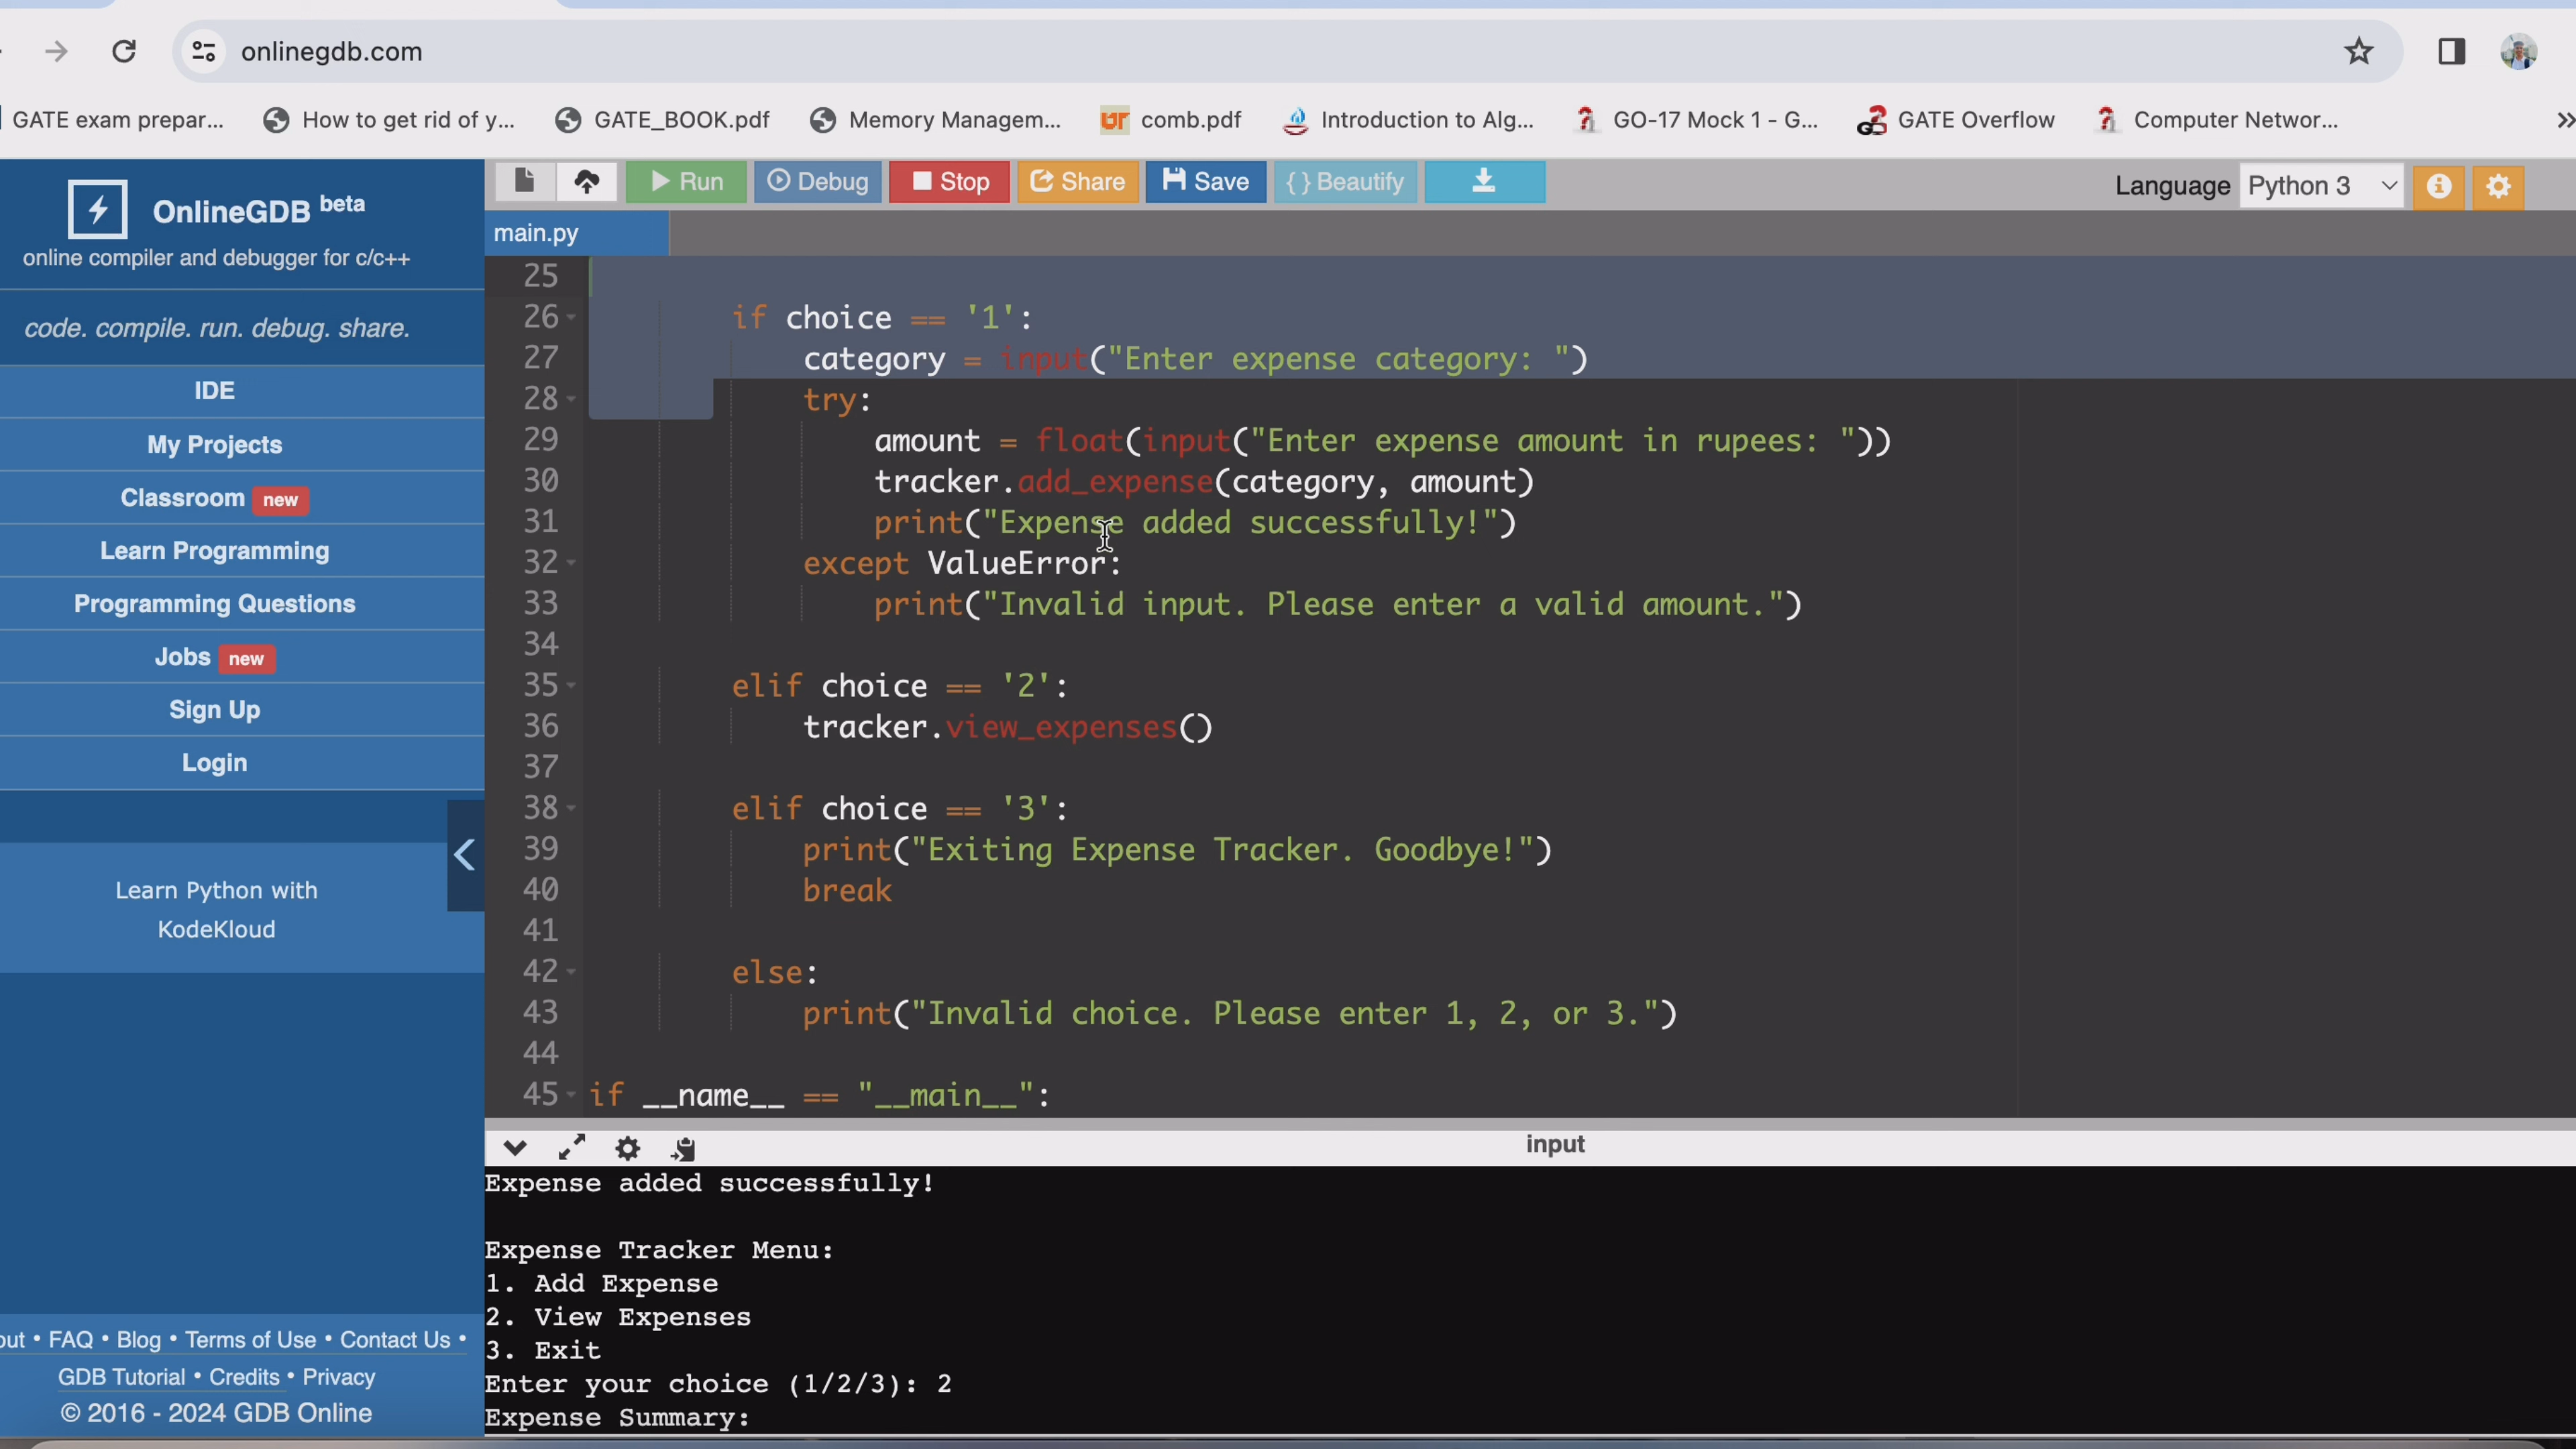 onlinegdb.com
GATE exam prepar...
How to get rid of y...
GATE_BOOK.pdf
Memory Managem...
comb.pdf
Introduction to Alg...
GO-17 Mock 1 - G...
GATE Overflow
Computer Networ...
OnlineGDB beta
online compiler and debugger for c/c++
code. compile. run. debug. share.
IDE
My Projects
Classroom new
Learn Programming
Programming Questions
Jobs new
Sign Up
Login
Learn Python with
KodeKloud
out • FAQ • Blog • Terms of Use • Contact Us •
GDB Tutorial • Credits • Privacy
© 2016 - 2024 GDB Online
Run
Debug
Stop
Share
Save
{ } Beautify
Language Python 3
main.py
25
26 if choice == '1':
27 category = input("Enter expense category: ")
28 try:
29 amount = float(input("Enter expense amount in rupees: "))
30 tracker.add_expense(category, amount)
31 print("Expense added successfully!")
32 except ValueError:
33 print("Invalid input. Please enter a valid amount.")
34
35 elif choice == '2':
36 tracker.view_expenses()
37
38 elif choice == '3':
39 print("Exiting Expense Tracker. Goodbye!")
40 break
41
42 else:
43 print("Invalid choice. Please enter 1, 2, or 3.")
44
45 if __name__ == "__main__":
input
Expense added successfully!
Expense Tracker Menu:
1. Add Expense
2. View Expenses
3. Exit
Enter your choice (1/2/3): 2
Expense Summary: